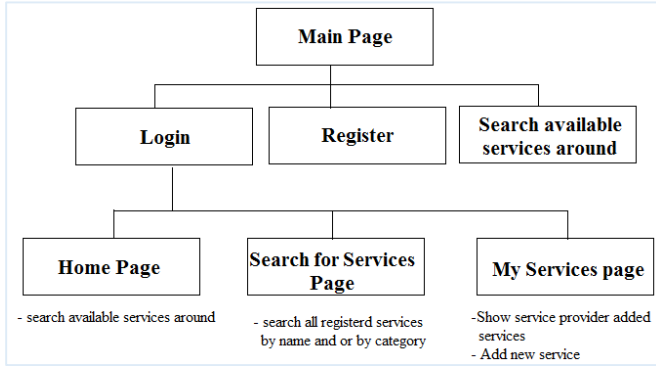 Main Page
Login
Register
Search available
services around
Home Page
Search for Services
Page
My Services page
- search available services around
- search all registerd services
by name and or by category
-Show service provider added
services
- Add new service